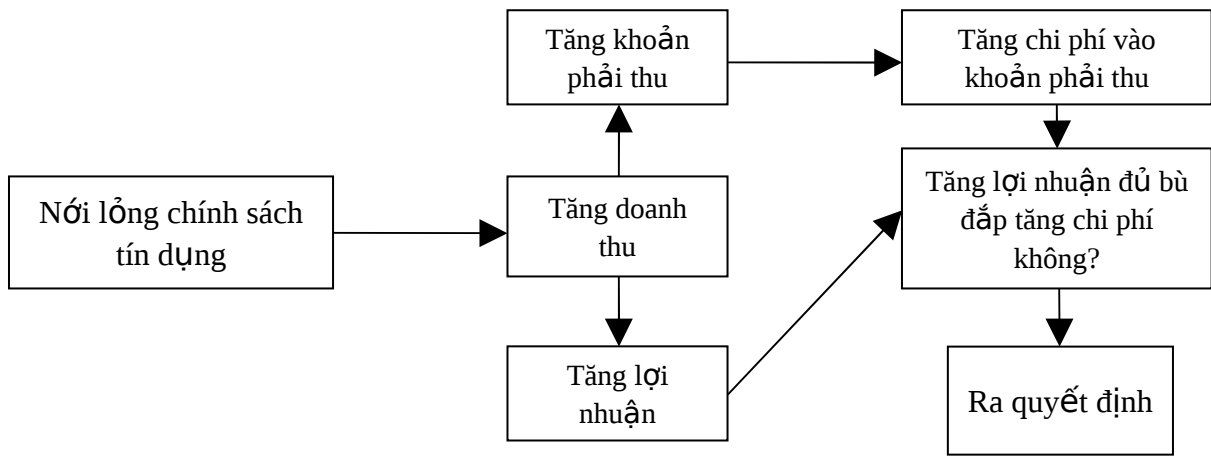 Tăng khoản
phải thu
Tăng chi phí vào
khoản phải thu
Nới lỏng chính sách
tín dụng
Tăng doanh
thu
Tăng lợi nhuận đủ bù
đắp tăng chi phí
không?
Tăng lợi
nhuận
Ra quyết định